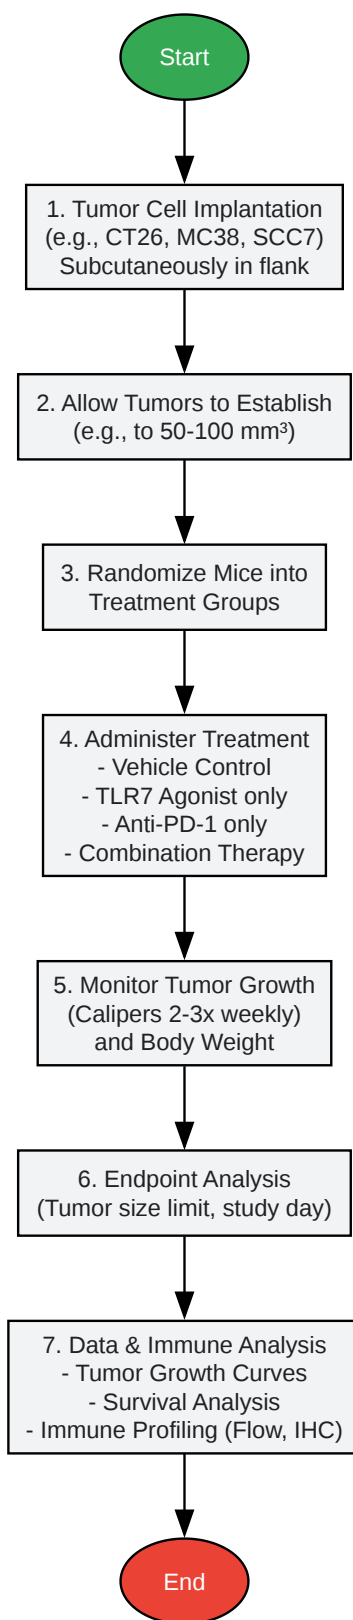 Start
1. Tumor Cell Implantation
(e.g., CT26, MC38, SCC7)
Subcutaneously in flank
2. Allow Tumors to Establish
(e.g., to 50-100 mm³)
3. Randomize Mice into
Treatment Groups
4. Administer Treatment
- Vehicle Control
- TLR7 Agonist only
- Anti-PD-1 only
- Combination Therapy
5. Monitor Tumor Growth
(Calipers 2-3x weekly)
and Body Weight
6. Endpoint Analysis
(Tumor size limit, study day)
7. Data & Immune Analysis
- Tumor Growth Curves
- Survival Analysis
- Immune Profiling (Flow, IHC)
End